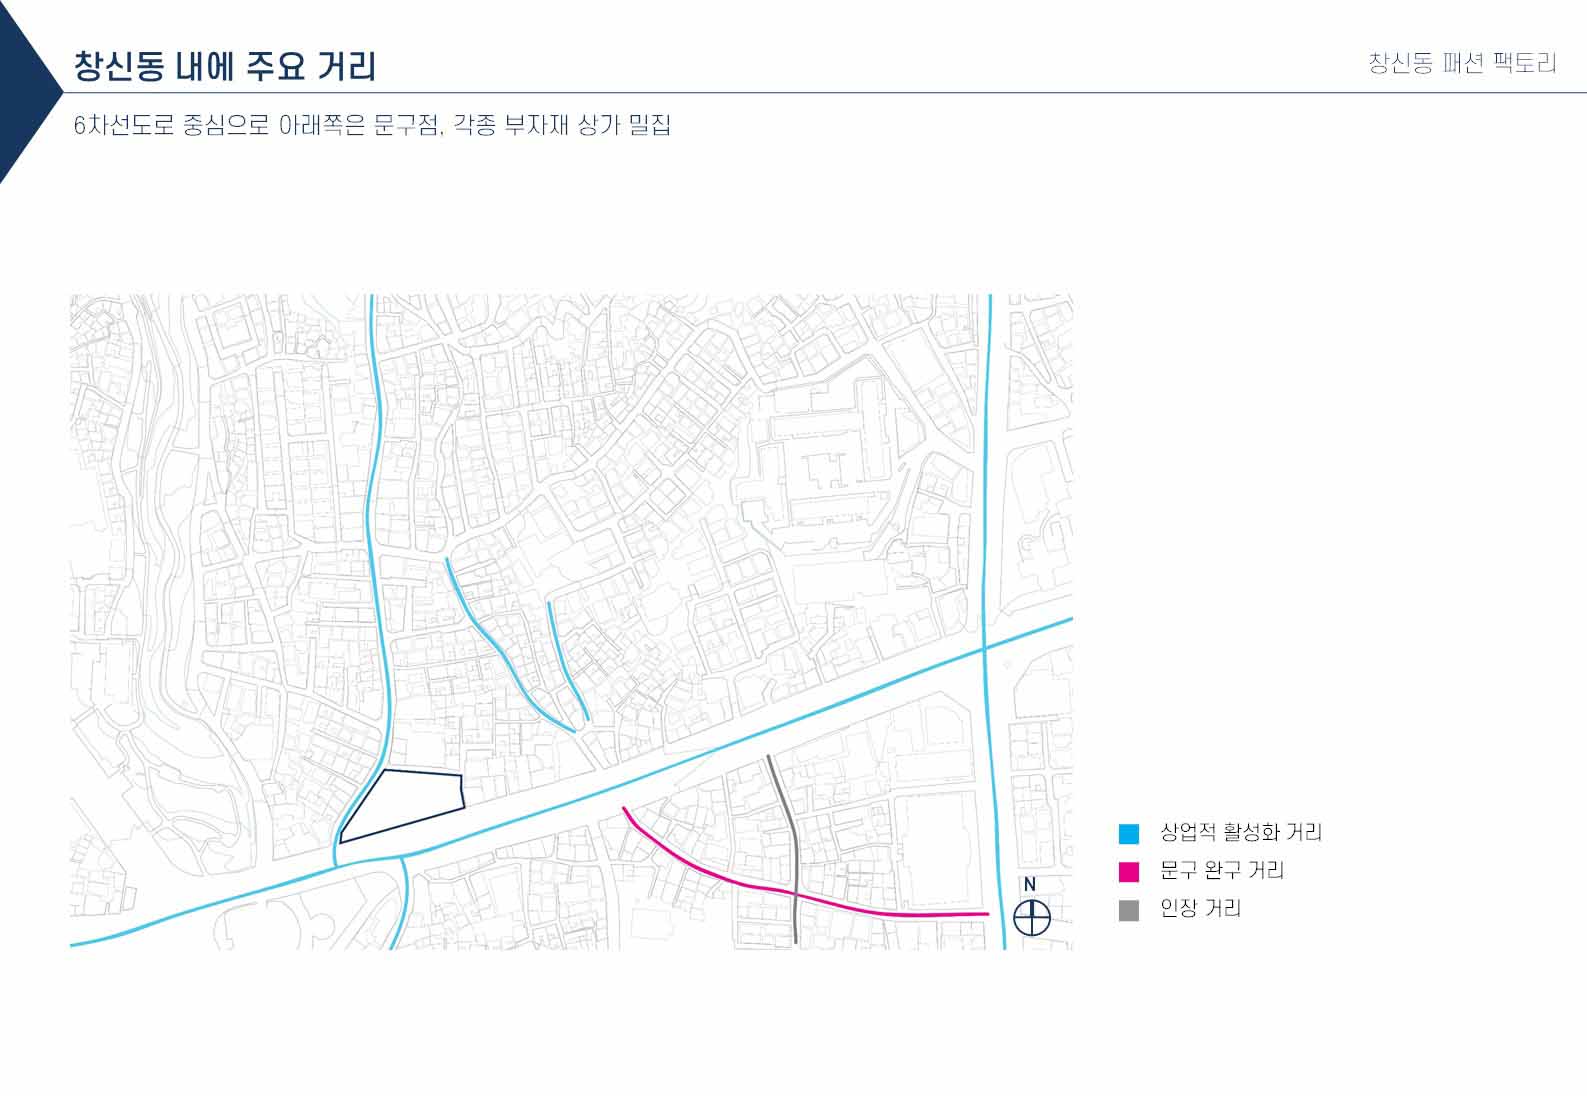 창신동 내에 주요 거리
창신동 패션 팩토리
6차선도로 중심으로 아래쪽은 문구점, 각종 부자재 상가 밀집
상업적 활성화 거리
문구 완구 거리
인장 거리
N